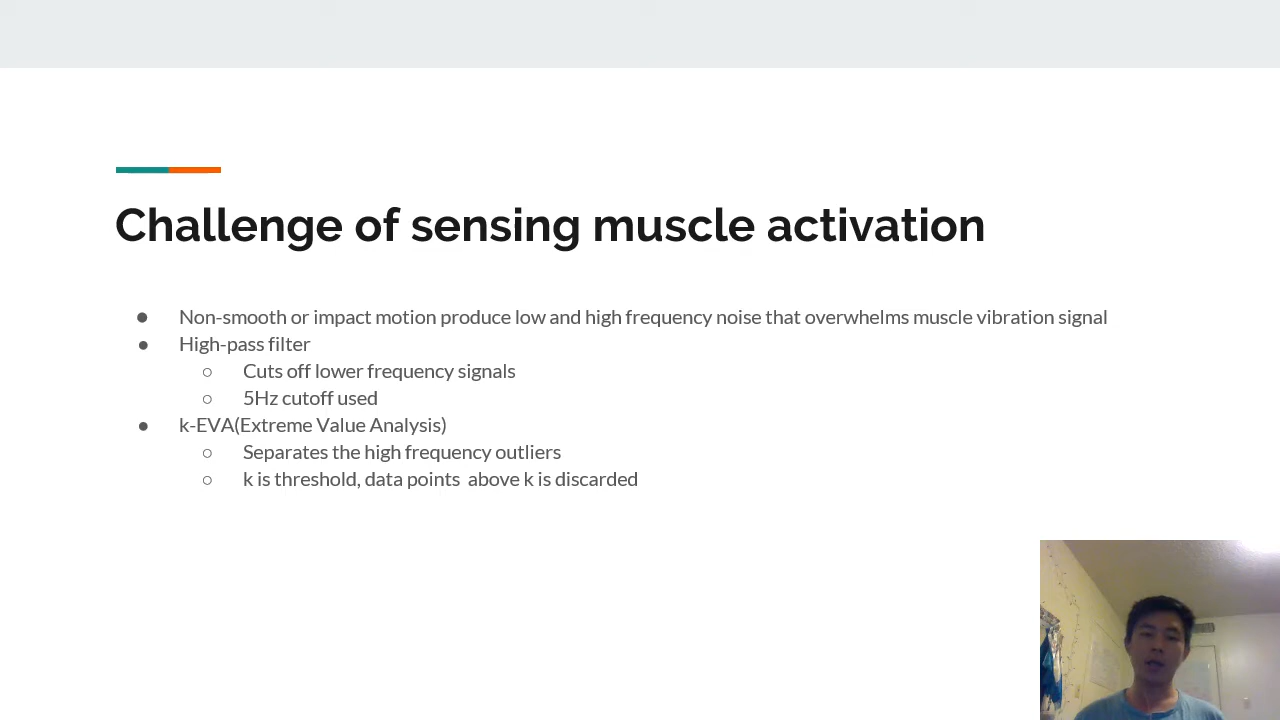 Challenge of sensing muscle activation
● Non-smooth or impact motion produce low and high frequency noise that overwhelms muscle vibration signal
● High-pass filter
○ Cuts off lower frequency signals
○ 5Hz cutoff used
● k-EVA(Extreme Value Analysis)
○ Separates the high frequency outliers
○ k is threshold, data points  above k is discarded